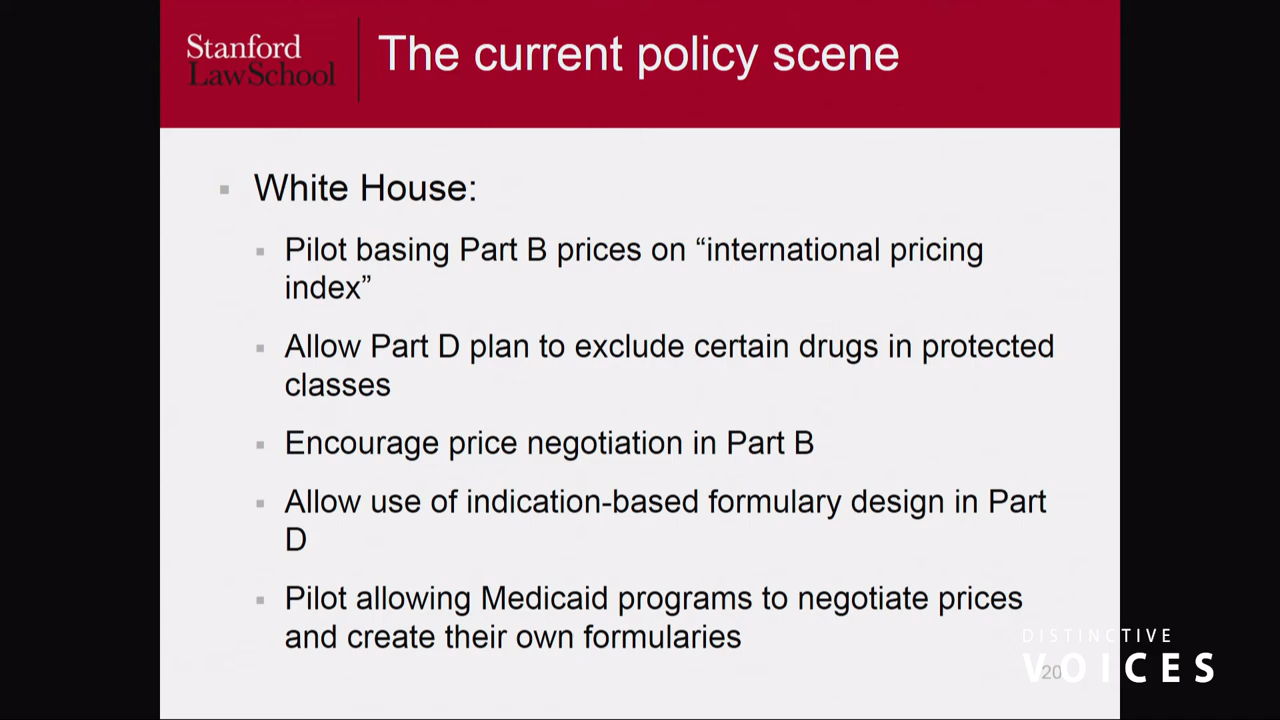 Stanford
LawSchool
The current policy scene
White House:
Pilot basing Part B prices on “international pricing
index”
Allow Part D plan to exclude certain drugs in protected
classes
Encourage price negotiation in Part B
Allow use of indication-based formulary design in Part
D
Pilot allowing Medicaid programs to negotiate prices
and create their own formularies
DISTINCTIVE
VOICES
20